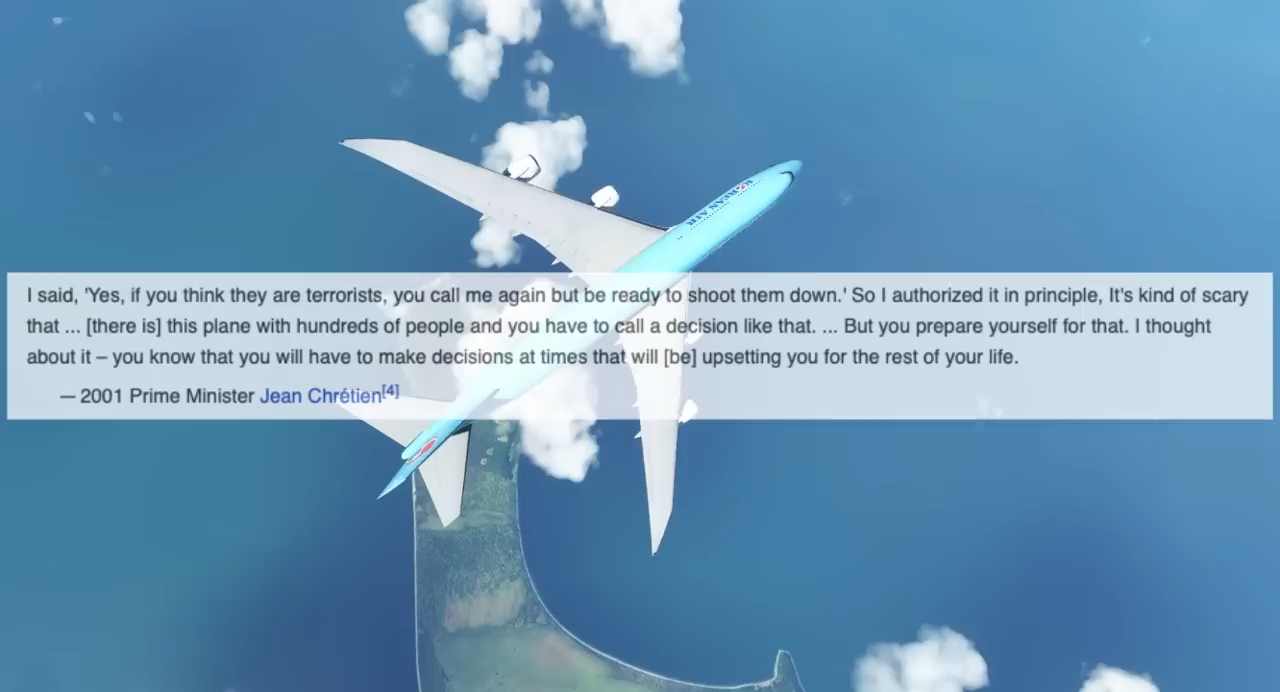 KOREAN AIR
I said, 'Yes, if you think they are terrorists, you call me again but be ready to shoot them down.' So I authorized it in principle, It's kind of scary
that ... [there is] this plane with hundreds of people and you have to call a decision like that. ... But you prepare yourself for that. I thought
about it – you know that you will have to make decisions at times that will [be] upsetting you for the rest of your life.
— 2001 Prime Minister Jean Chrétien[4]